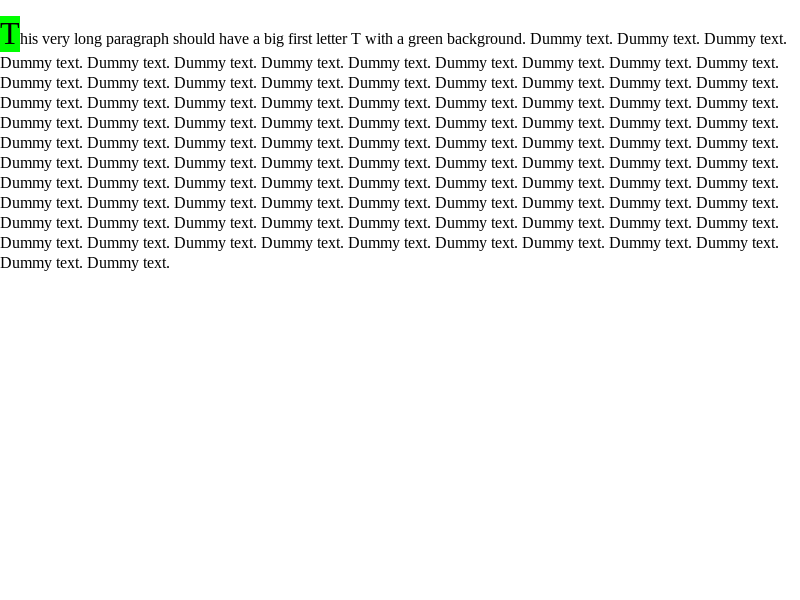 This very long paragraph should have a big first letter T with a green background. Dummy text. Dummy text. Dummy text.
Dummy text. Dummy text. Dummy text. Dummy text. Dummy text. Dummy text. Dummy text. Dummy text. Dummy text.
Dummy text. Dummy text. Dummy text. Dummy text. Dummy text. Dummy text. Dummy text. Dummy text. Dummy text.
Dummy text. Dummy text. Dummy text. Dummy text. Dummy text. Dummy text. Dummy text. Dummy text. Dummy text.
Dummy text. Dummy text. Dummy text. Dummy text. Dummy text. Dummy text. Dummy text. Dummy text. Dummy text.
Dummy text. Dummy text. Dummy text. Dummy text. Dummy text. Dummy text. Dummy text. Dummy text. Dummy text.
Dummy text. Dummy text. Dummy text. Dummy text. Dummy text. Dummy text. Dummy text. Dummy text. Dummy text.
Dummy text. Dummy text. Dummy text. Dummy text. Dummy text. Dummy text. Dummy text. Dummy text. Dummy text.
Dummy text. Dummy text. Dummy text. Dummy text. Dummy text. Dummy text. Dummy text. Dummy text. Dummy text.
Dummy text. Dummy text. Dummy text. Dummy text. Dummy text. Dummy text. Dummy text. Dummy text. Dummy text.
Dummy text. Dummy text. Dummy text. Dummy text. Dummy text. Dummy text. Dummy text. Dummy text. Dummy text.
Dummy text. Dummy text.